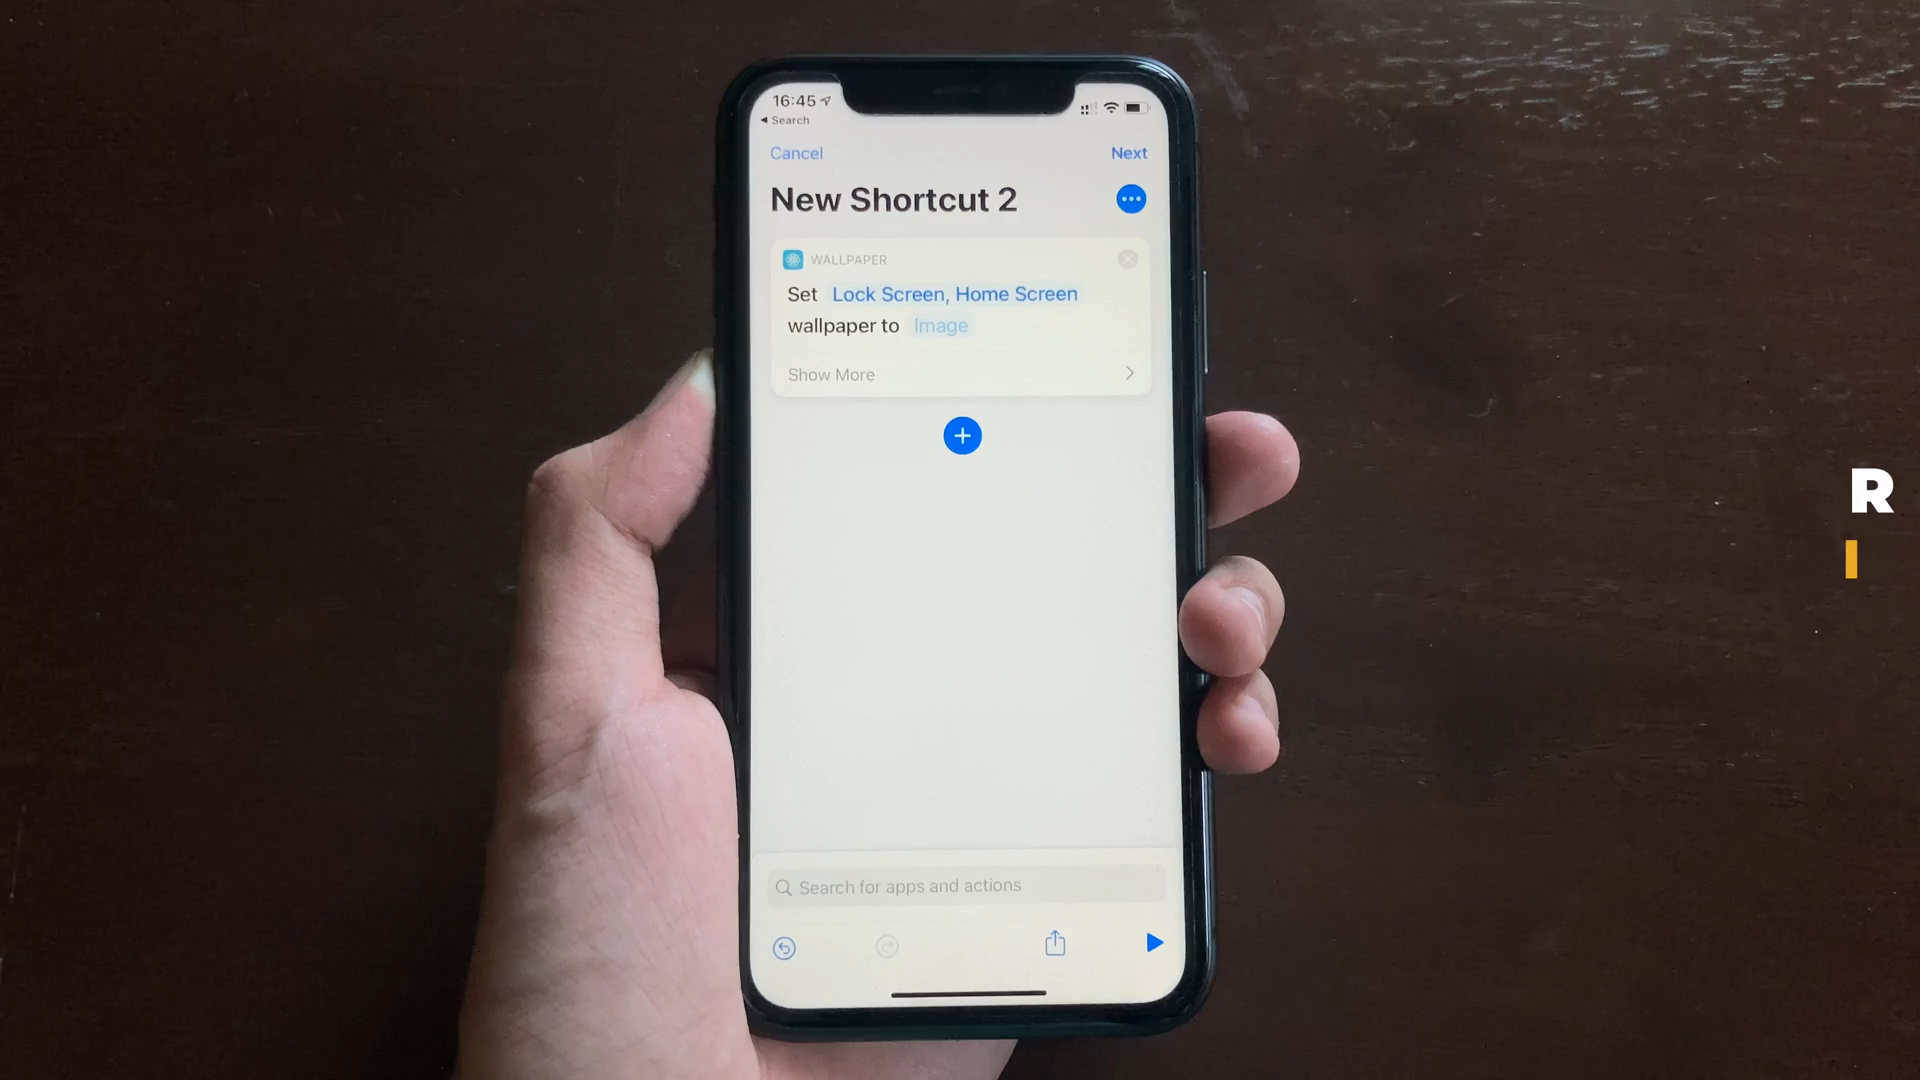 16:45
Search
Cancel
Next
New Shortcut 2
WALLPAPER
Set Lock Screen, Home Screen
wallpaper to Image
Show More
Search for apps and actions
R
I